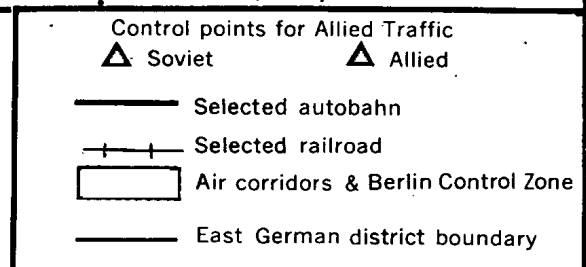 Control points for Allied Traffic
Soviet Allied
Selected autobahn
Selected railroad
Air corridors & Berlin Control Zone
East German district boundary